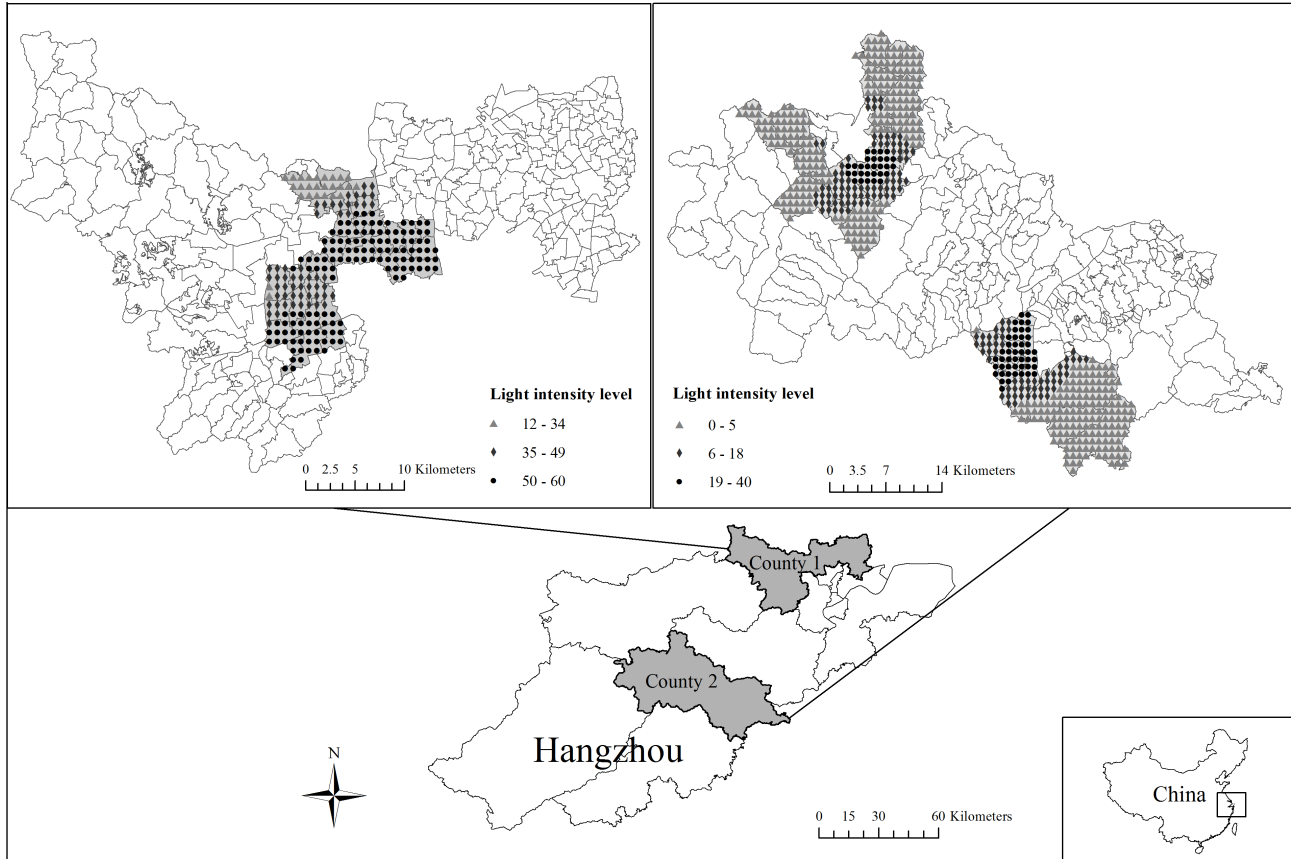 Light intensity level
12 - 34
35 - 49
50 - 60
0 2.5 5 10 Kilometers
Light intensity level
0 - 5
6 - 18
19 - 40
0 3.5 7 14 Kilometers
County 1
County 2
Hangzhou
N
0 15 30 60 Kilometers
China